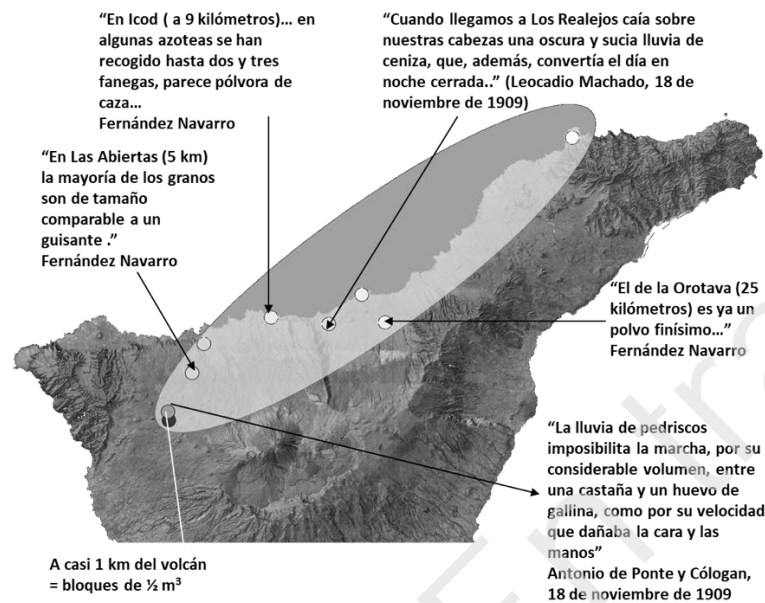 “En Icod ( a 9 kilómetros)… en
algunas azoteas se han
recogido hasta dos y tres
fanegas, parece pólvora de
caza…
Fernández Navarro
“Cuando llegamos a Los Realejos caía sobre
nuestras cabezas una oscura y sucia lluvia de
ceniza, que, además, convertía el día en
noche cerrada..” (Leocadio Machado, 18 de
noviembre de 1909)
“En Las Abiertas (5 km)
la mayoría de los granos
son de tamaño
comparable a un
guisante .”
Fernández Navarro
“El de la Orotava (25
kilómetros) es ya un
polvo finísimo…”
Fernández Navarro
“La lluvia de pedriscos
imposibilita la marcha, por su
considerable volumen, entre
una castaña y un huevo de
gallina, como por su velocidad
que dañaba la cara y las
manos”
Antonio de Ponte y Cólogan,
18 de noviembre de 1909
A casi 1 km del volcán
= bloques de ½ m³